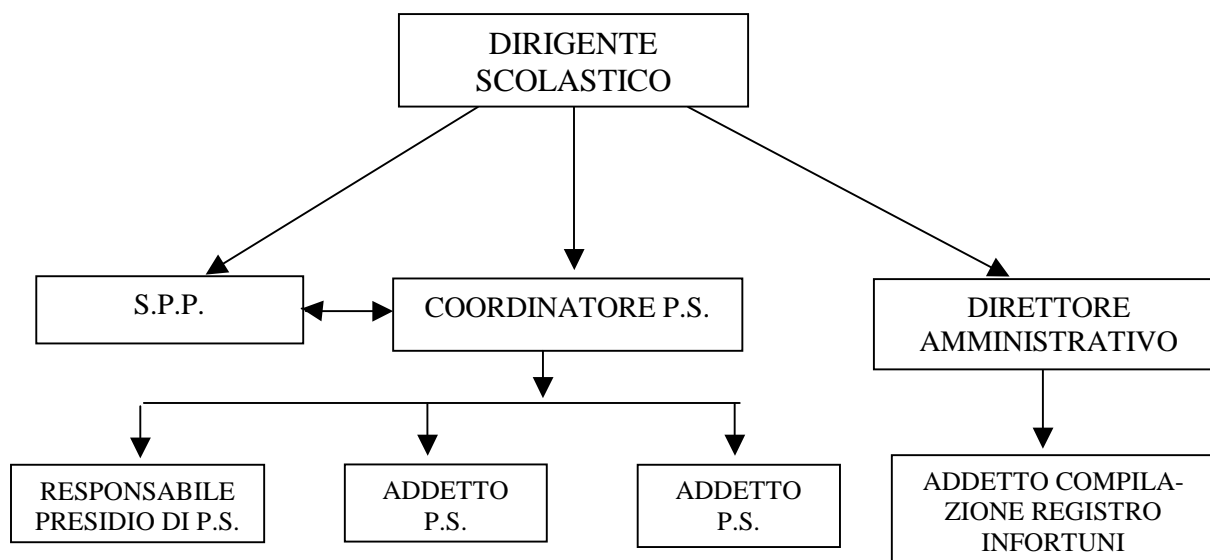 DIRIGENTE
SCOLASTICO
S.P.P.
COORDINATORE P.S.
DIRETTORE
AMMINISTRATIVO
RESPONSABILE
PRESIDIO DI P.S.
ADDETTO
P.S.
ADDETTO
P.S.
ADDETTO COMPILA-
ZIONE REGISTRO
INFORTUNI